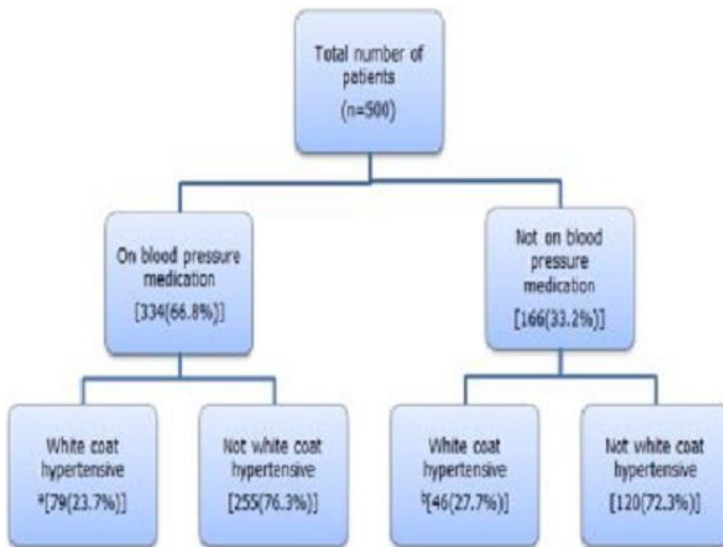 Total number of
patients
(n=500)
On blood pressure
medication
[334(66.8%)]
Not on blood
pressure
medication
[166(33.2%)]
White coat
hypertensive
ª[79(23.7%)]
Not white coat
hypertensive
[255(76.3%)]
White coat
hypertensive
ᵇ[46(27.7%)]
Not white coat
hypertensive
[120(72.3%)]